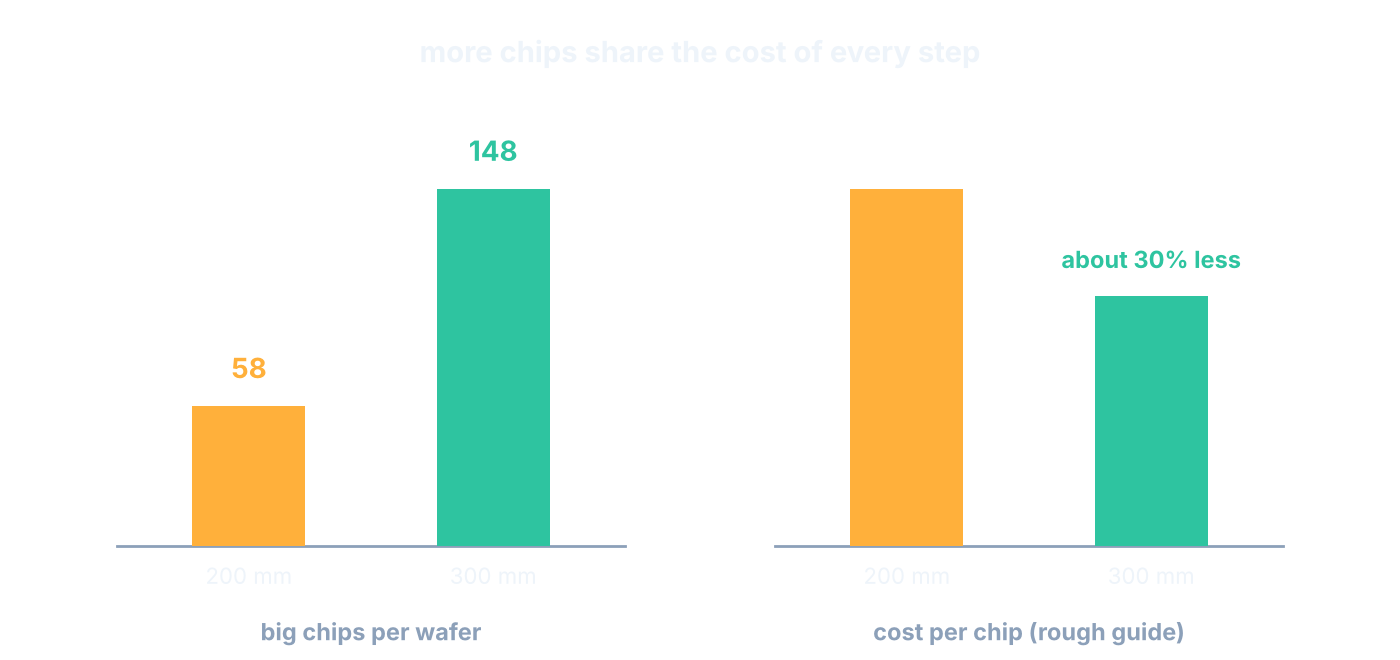 more chips share the cost of every step
148
58
200 mm
300 mm
big chips per wafer
about 30% less
200 mm
300 mm
cost per chip (rough guide)